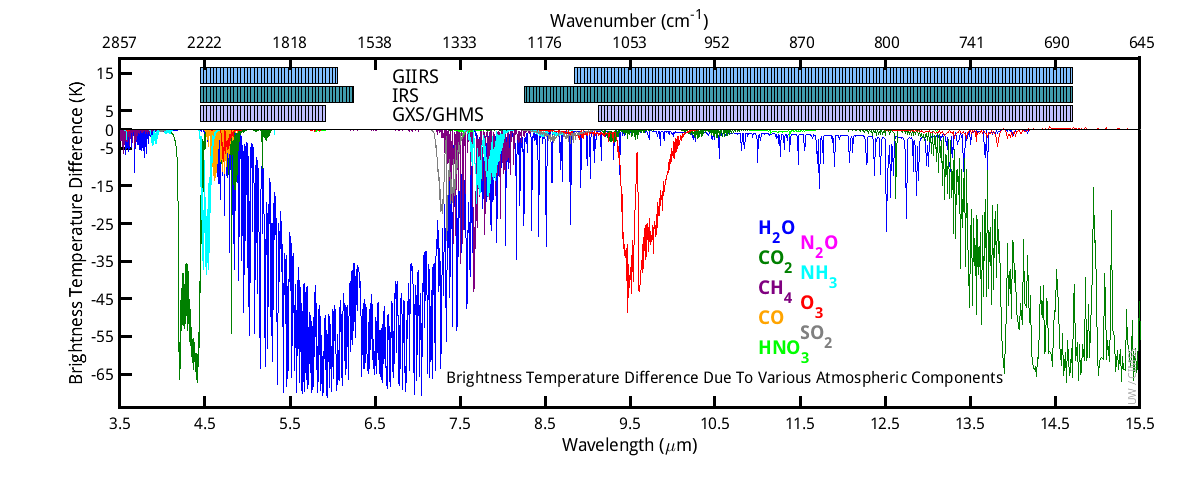 Wavenumber (cm-1)
2857 2222 1818 1538 1333 1176 1053 952 870 800 741 690 645
Brightness Temperature Difference (K)
15
5
0
-5
-15
-25
-35
-45
-55
-65
GIIRS
IRS
GXS/GHMS
H2O
N2O
CO2
NH3
CH4
O3
CO
SO2
HNO3
Brightness Temperature Difference Due To Various Atmospheric Components
3.5 4.5 5.5 6.5 7.5 8.5 9.5 10.5 11.5 12.5 13.5 14.5 15.5
Wavelength (μm)